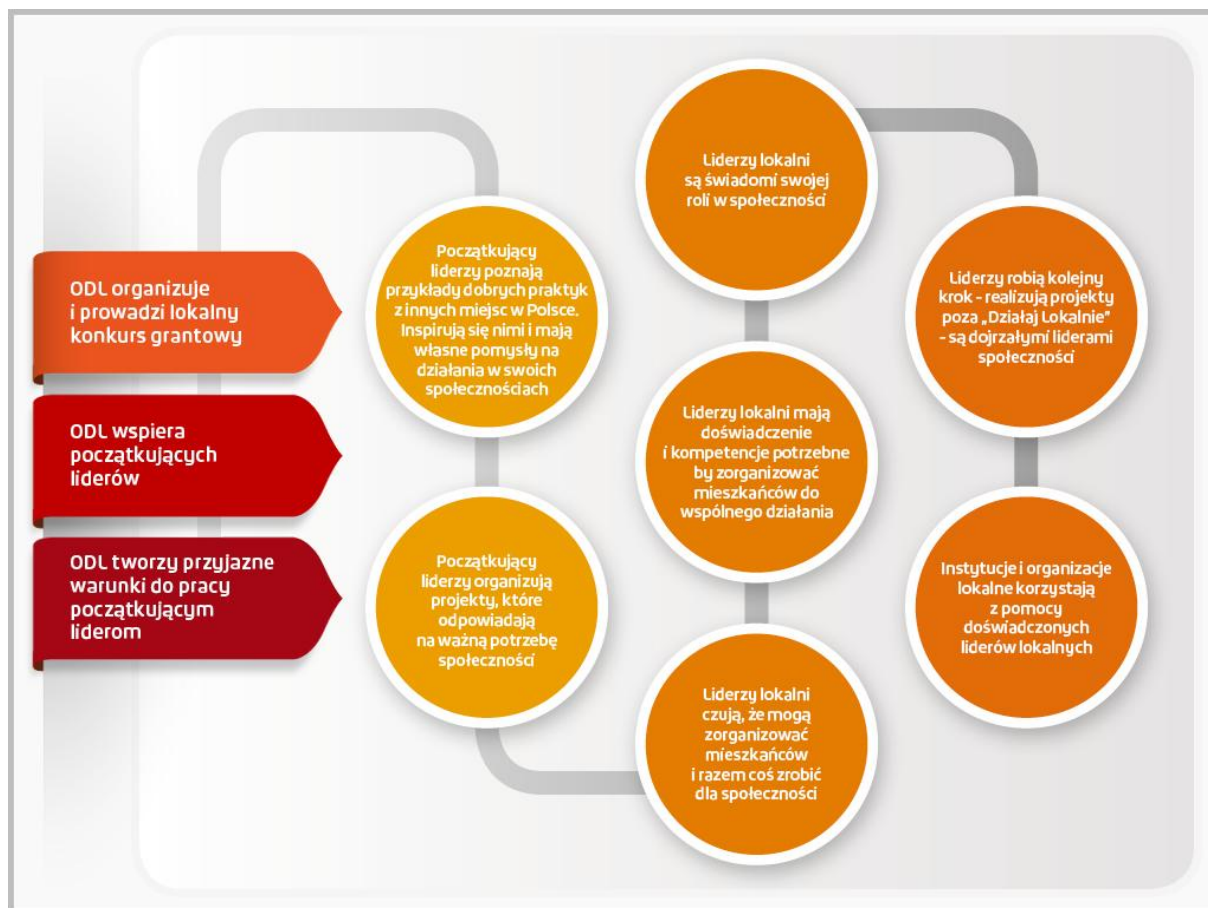 ODL organizuje
i prowadzi lokalny
konkurs grantowy
ODL wspiera
początkujących
liderów
ODL tworzy przyjazne
warunki do pracy
początkującym
liderom
Początkujący
liderzy poznają
przykłady dobrych praktyk
z innych miejsc w Polsce.
Inspirują się nimi i mają
własne pomysły na
działania w swoich
społecznościach
Początkujący
liderzy organizują
projekty, które
odpowiadają
na ważną potrzebę
społeczności
Liderzy lokalni
czują, że mogą
zorganizować
mieszkańców
i razem coś zrobić
dla społeczności
Liderzy lokalni mają
doświadczenie
i kompetencje potrzebne
by zorganizować
mieszkańców do
wspólnego działania
Liderzy lokalni
są świadomi swojej
roli w społeczności
Liderzy robią kolejny
krok - realizują projekty
poza „Działaj Lokalnie”
- są dojrzałymi liderami
społeczności
Instytucje i organizacje
lokalne korzystają
z pomocy
doświadczonych
liderów lokalnych